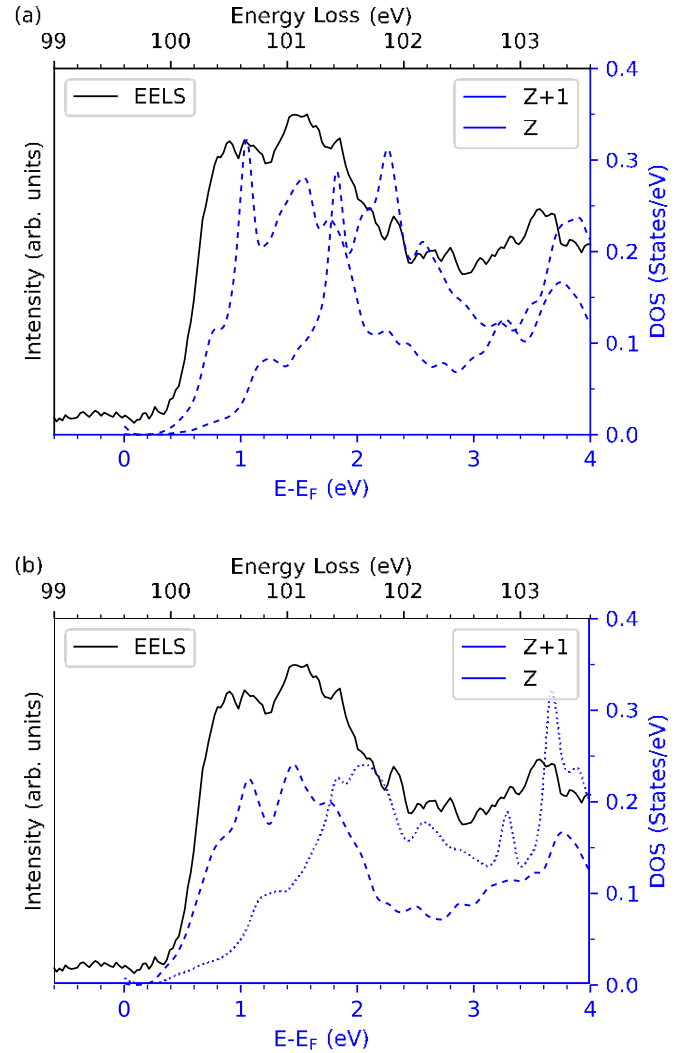 (a)
Energy Loss (eV)
99 100 101 102 103
EELS
Z+1
Z
Intensity (arb. units)
0.4
0.3
0.2
0.1
0.0
DOS (States/eV)
0 1 2 3 4
E-EF (eV)
(b)
Energy Loss (eV)
99 100 101 102 103
EELS
Z+1
Z
Intensity (arb. units)
0.4
0.3
0.2
0.1
0.0
DOS (States/eV)
0 1 2 3 4
E-EF (eV)